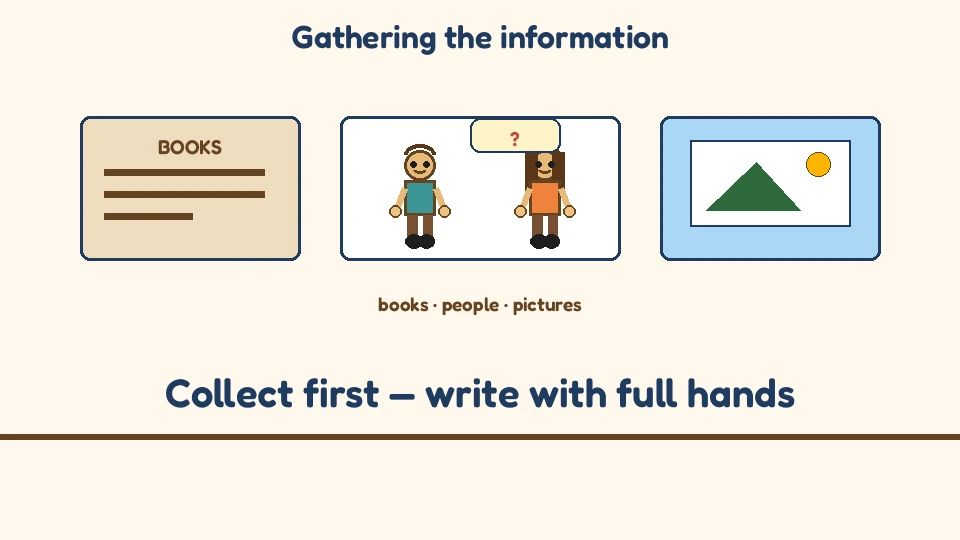 Gathering the information
BOOKS
?
books · people · pictures
Collect first — write with full hands